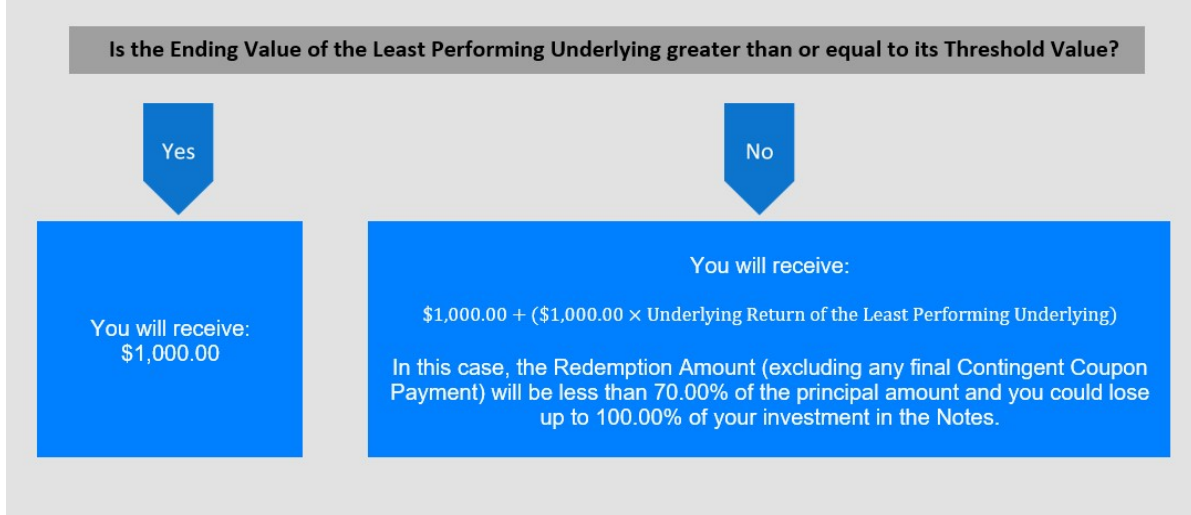 Is the Ending Value of the Least Performing Underlying greater than or equal to its Threshold Value?
Yes
No
You will receive:
$1,000.00
You will receive:
$1,000.00 + ($1,000.00 × Underlying Return of the Least Performing Underlying)
In this case, the Redemption Amount (excluding any final Contingent Coupon
Payment) will be less than 70.00% of the principal amount and you could lose
up to 100.00% of your investment in the Notes.